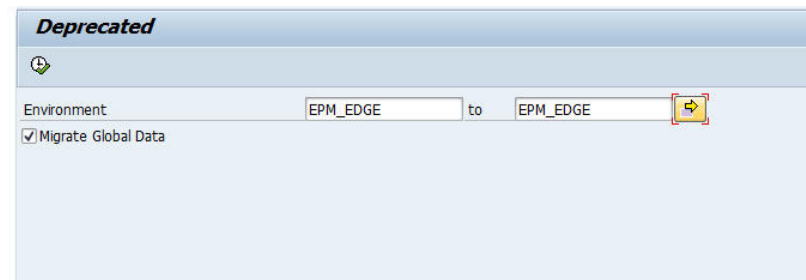 Deprecated
Environment EPM_EDGE to EPM_EDGE
Migrate Global Data